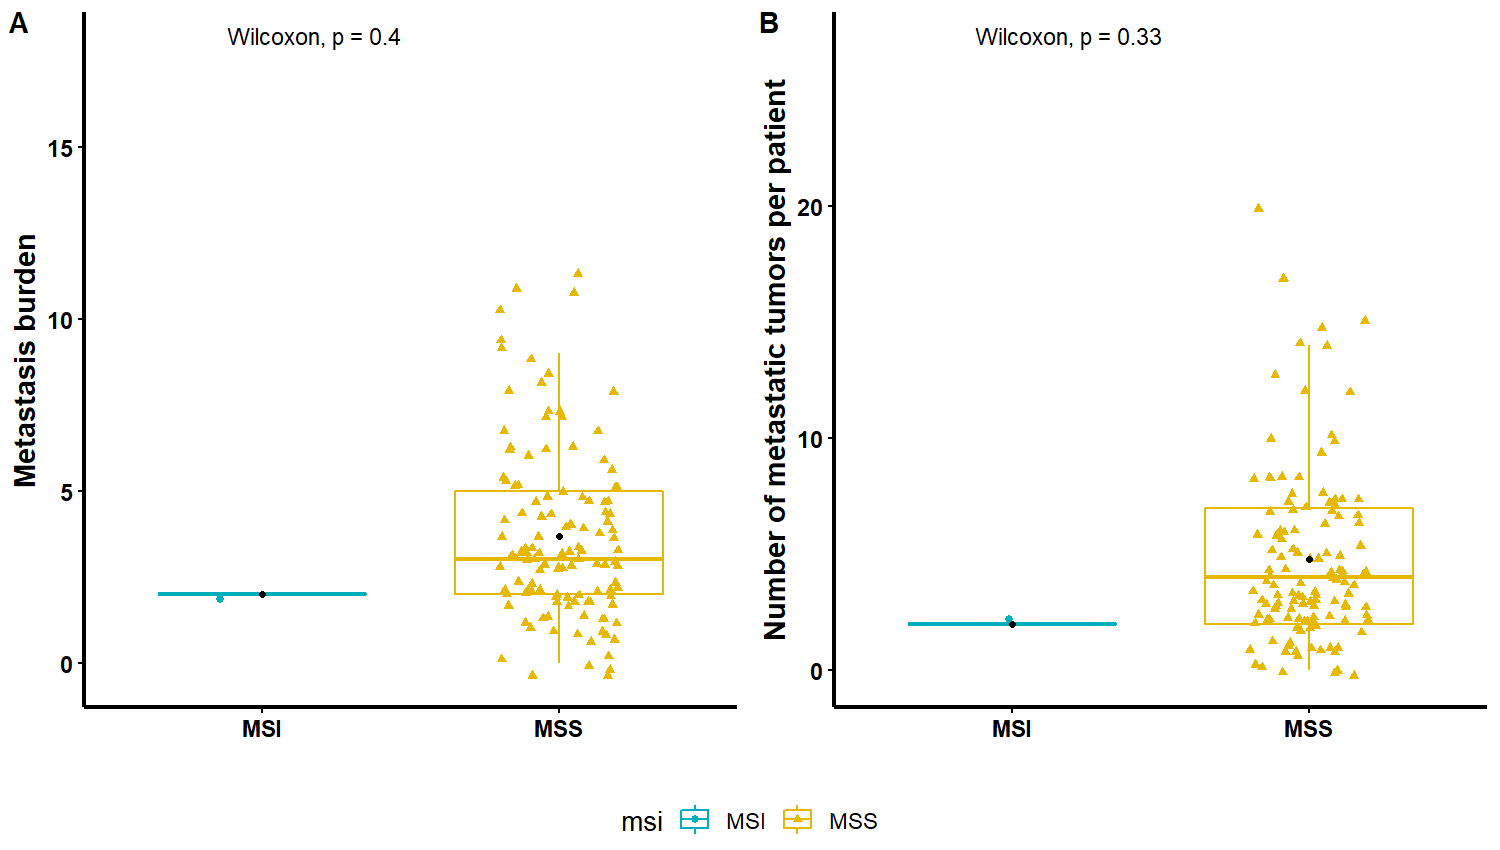 A
Wilcoxon, p = 0.4
Metastasis burden
15
10
5
0
MSI
MSS
B
Wilcoxon, p = 0.33
Number of metastatic tumors per patient
20
10
0
MSI
MSS
msi
MSI
MSS